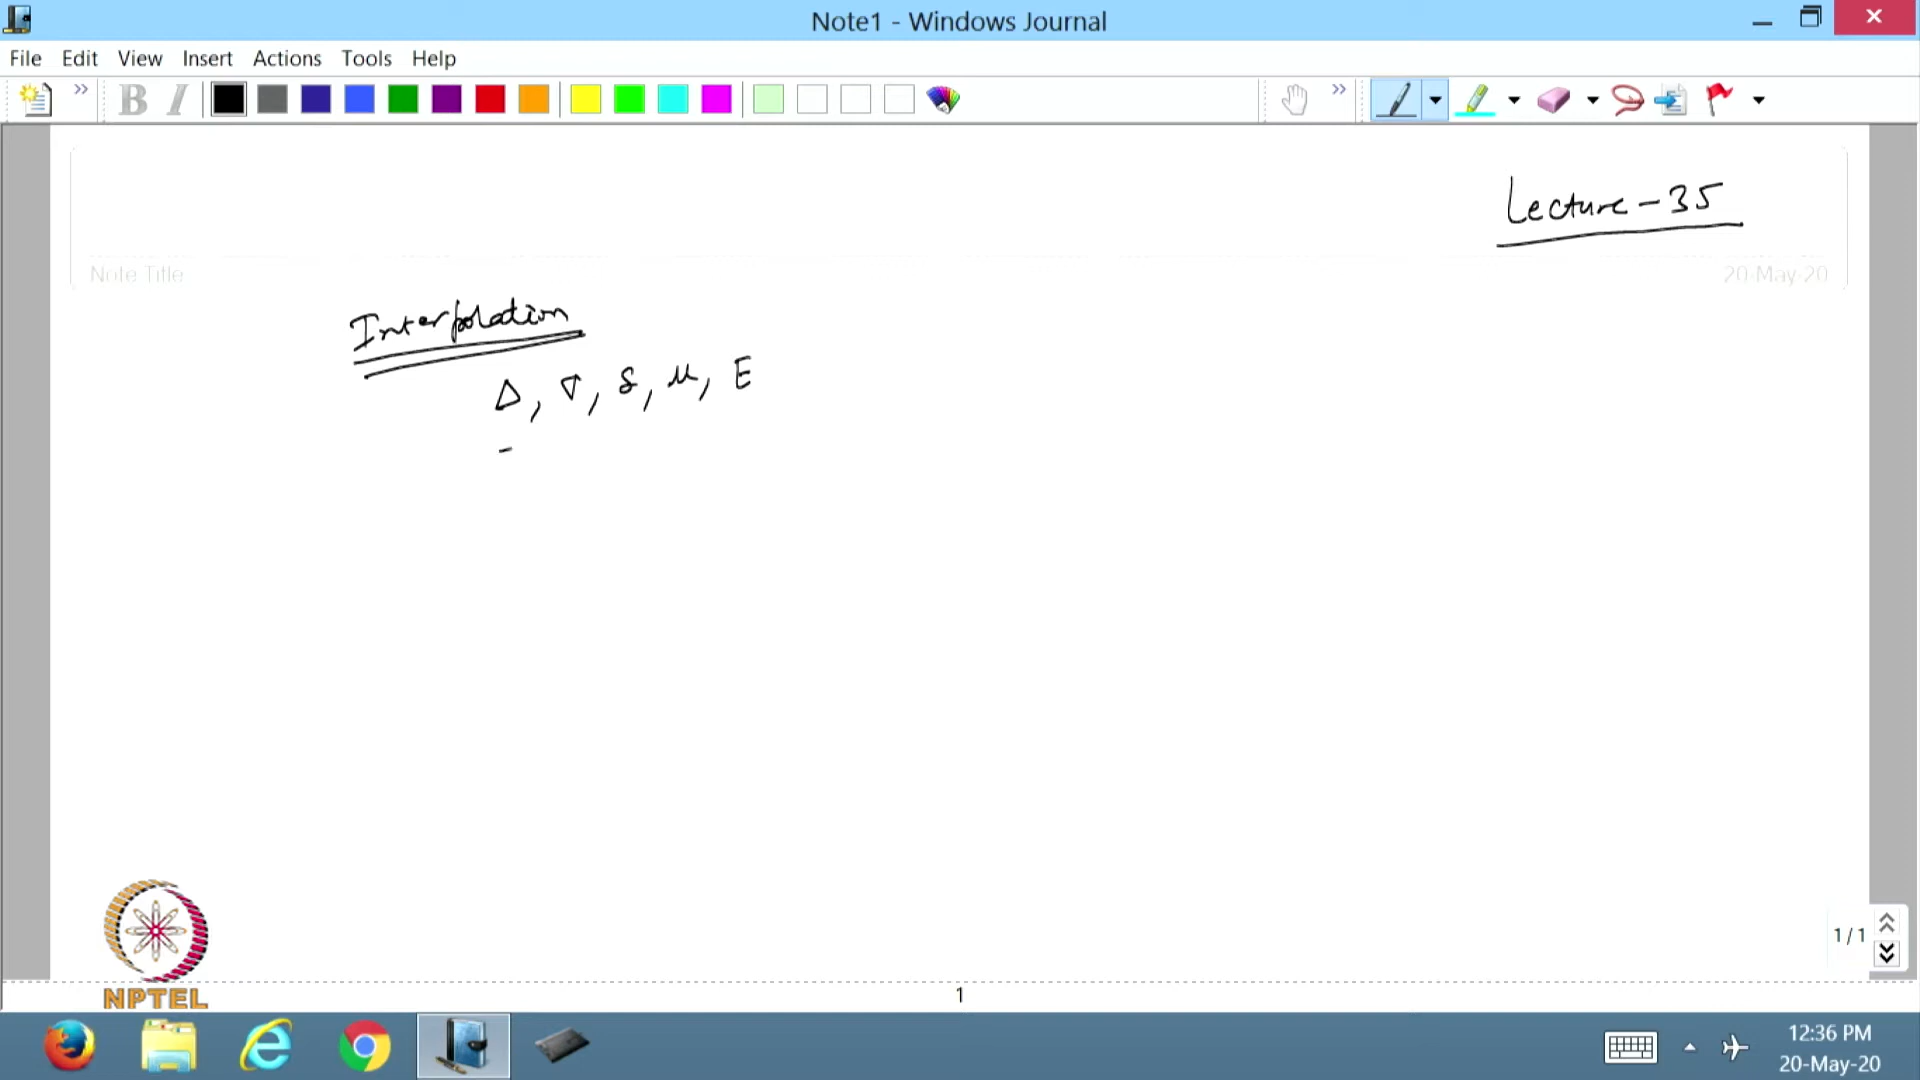 Note1 - Windows Journal
File Edit View Insert Actions Tools Help
B I
Lecture - 35
Note Title
20-May-20
Interpolation
Δ, ∇, δ, μ, E
-
1 / 1
NPTEL
1
12:36 PM
20-May-20